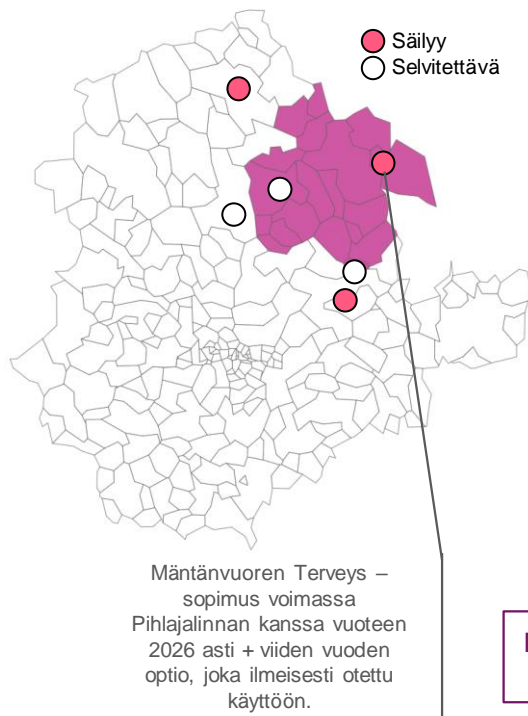 Säilyy
Selvitettävä
Mäntänvuoren Terveys –
sopimus voimassa
Pihlajalinnan kanssa vuoteen
2026 asti + viiden vuoden
optio, joka ilmeisesti otettu
käyttöön.